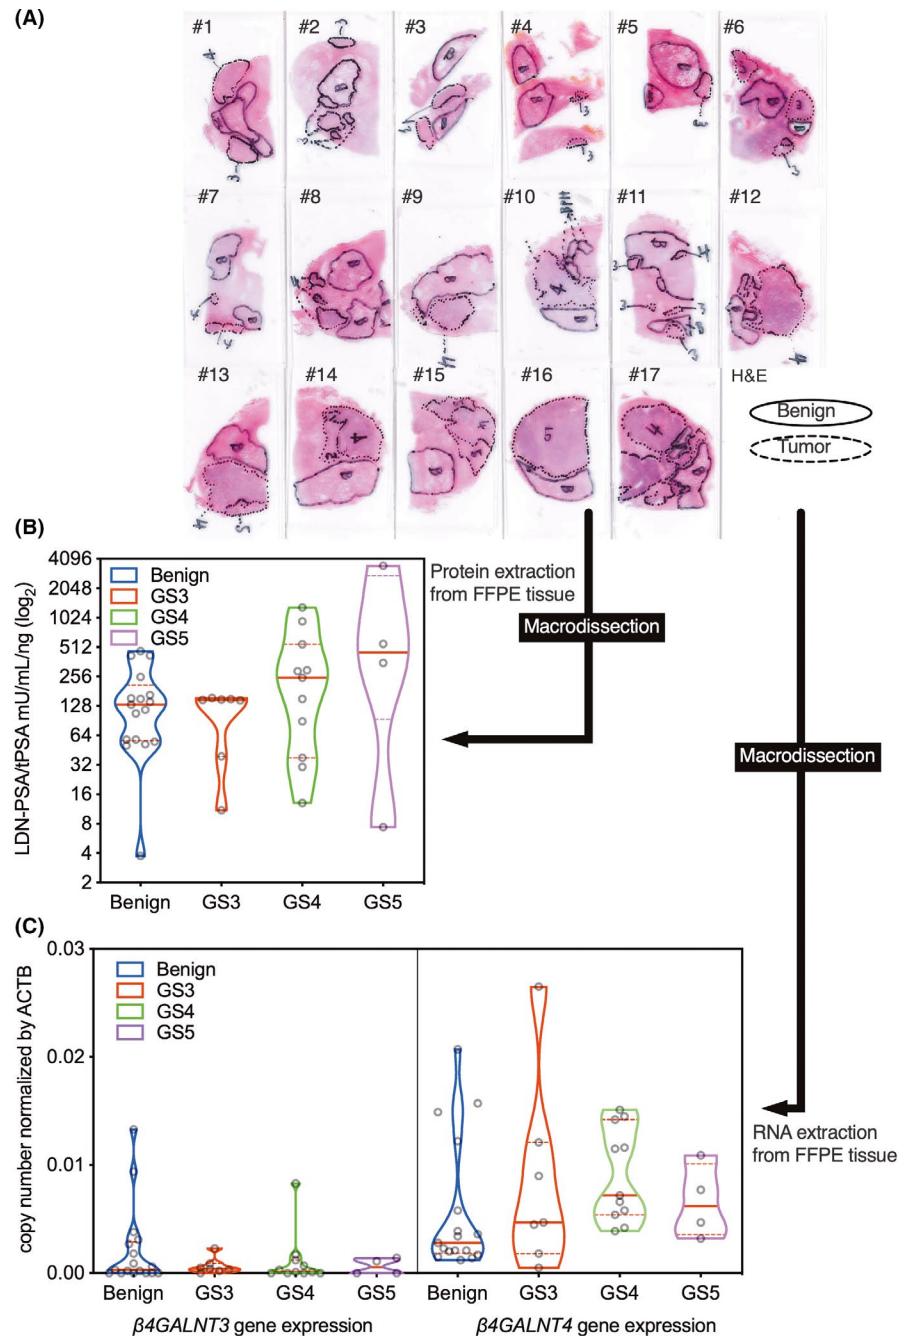 (A)
#1
#2
#3
#4
#5
#6
#7
#8
#9
#10
#11
#12
#13
#14
#15
#16
#17
H&E
Benign
Tumor
(B)
4096
2048
1024
512
256
128
64
32
16
8
4
2
LDN-PSA/tPSA mU/mL/ng (log2)
Benign
GS3
GS4
GS5
Benign
GS3
GS4
GS5
Protein extraction
from FFPE tissue
Macrodissection
Macrodissection
(C)
0.03
0.02
0.01
0.00
copy number normalized by ACTB
Benign
GS3
GS4
GS5
Benign
GS3
GS4
GS5
Benign
GS3
GS4
GS5
β4GALNT3 gene expression
β4GALNT4 gene expression
RNA extraction
from FFPE tissue